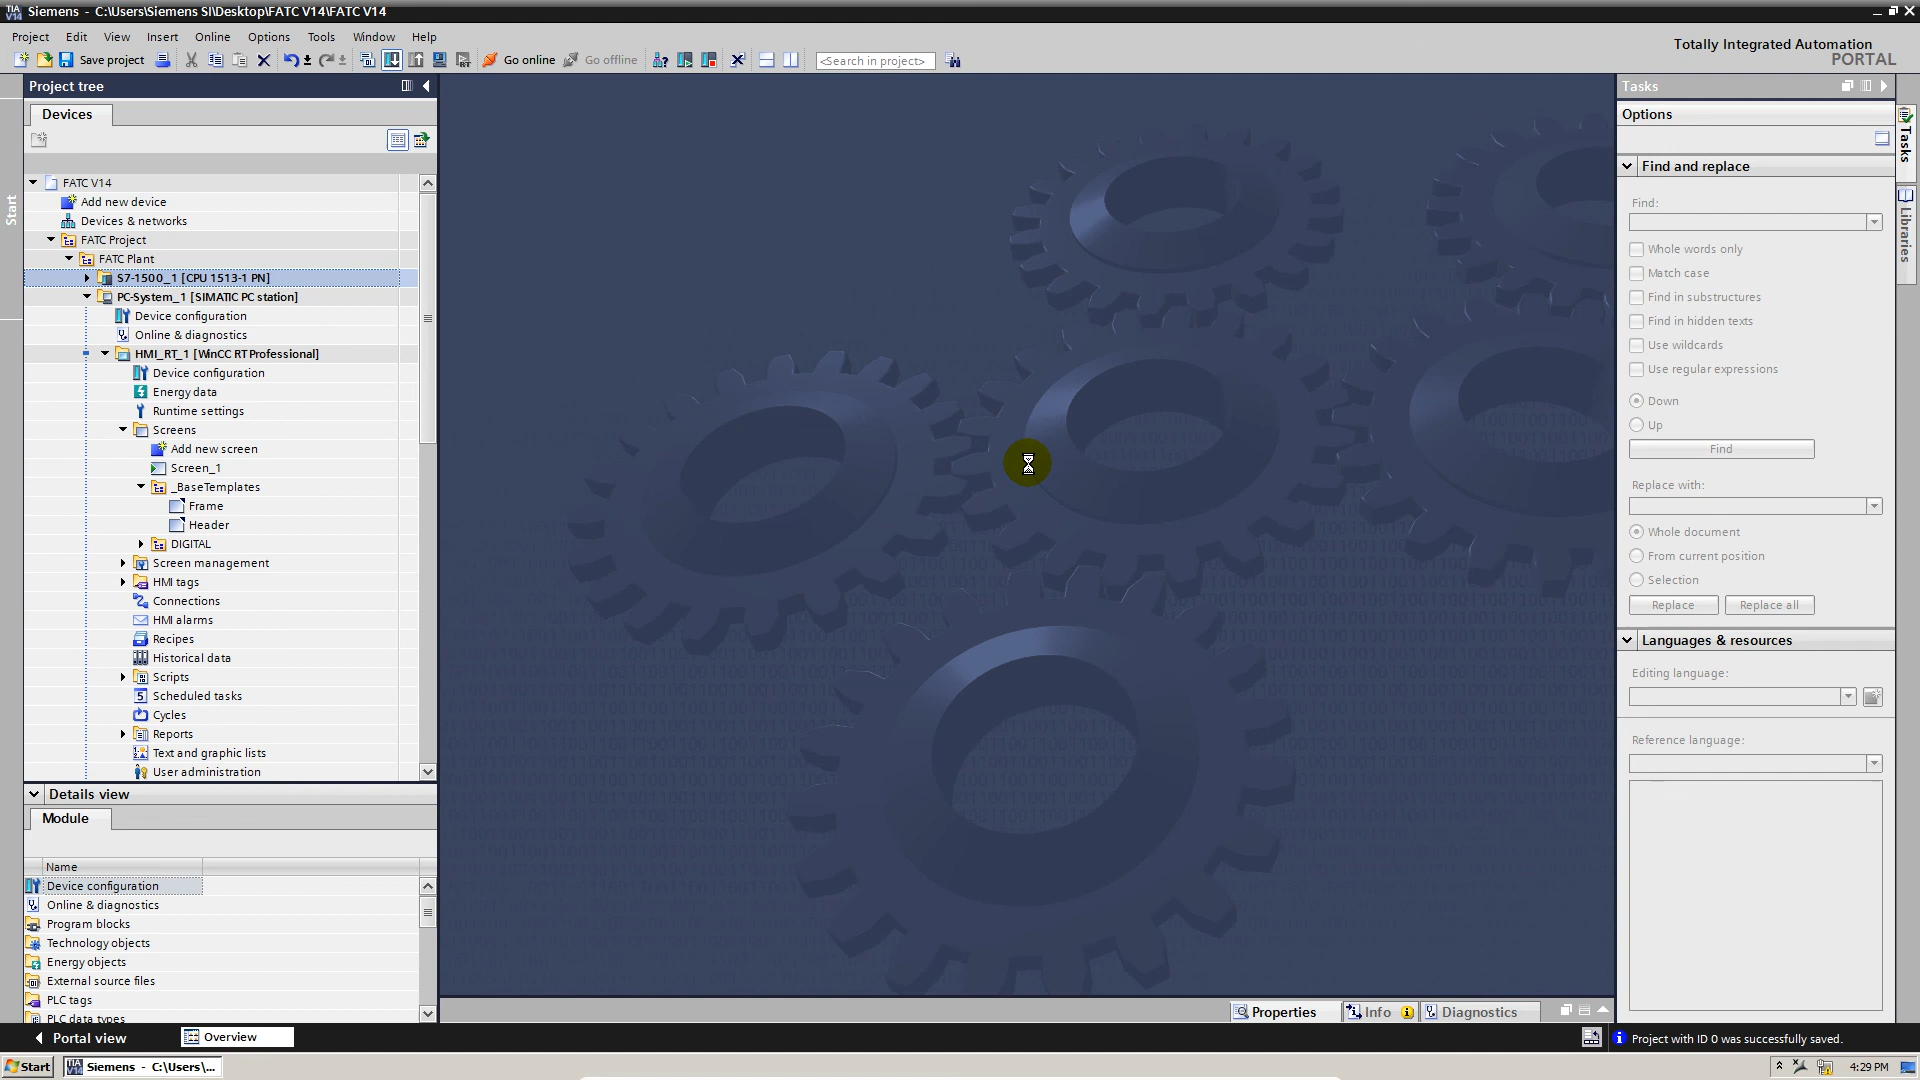 Siemens - C:\Users\Siemens SI\Desktop\FATC V14\FATC V14
Project Edit View Insert Online Options Tools Window Help
Totally Integrated Automation
PORTAL
Save project
Go online
Go offline
<Search in project>
Project tree
Devices
Start
FATC V14
Add new device
Devices & networks
FATC Project
FATC Plant
S7-1500_1 [CPU 1513-1 PN]
PC-System_1 [SIMATIC PC station]
Device configuration
Online & diagnostics
HMI_RT_1 [WinCC RT Professional]
Device configuration
Energy data
Runtime settings
Screens
Add new screen
Screen_1
_BaseTemplates
Frame
Header
DIGITAL
Screen management
HMI tags
Connections
HMI alarms
Recipes
Historical data
Scripts
Scheduled tasks
Cycles
Reports
Text and graphic lists
User administration
Details view
Module
Name
Device configuration
Online & diagnostics
Program blocks
Technology objects
Energy objects
External source files
PLC tags
PLC data types
Tasks
Options
Find and replace
Find:
Whole words only
Match case
Find in substructures
Find in hidden texts
Use wildcards
Use regular expressions
Down
Up
Find
Replace with:
Whole document
From current position
Selection
Replace
Replace all
Languages & resources
Editing language:
Reference language:
Tasks
Libraries
Properties
Info
Diagnostics
Portal view
Overview
Project with ID 0 was successfully saved.
Start
Siemens - C:\Users\...
4:29 PM